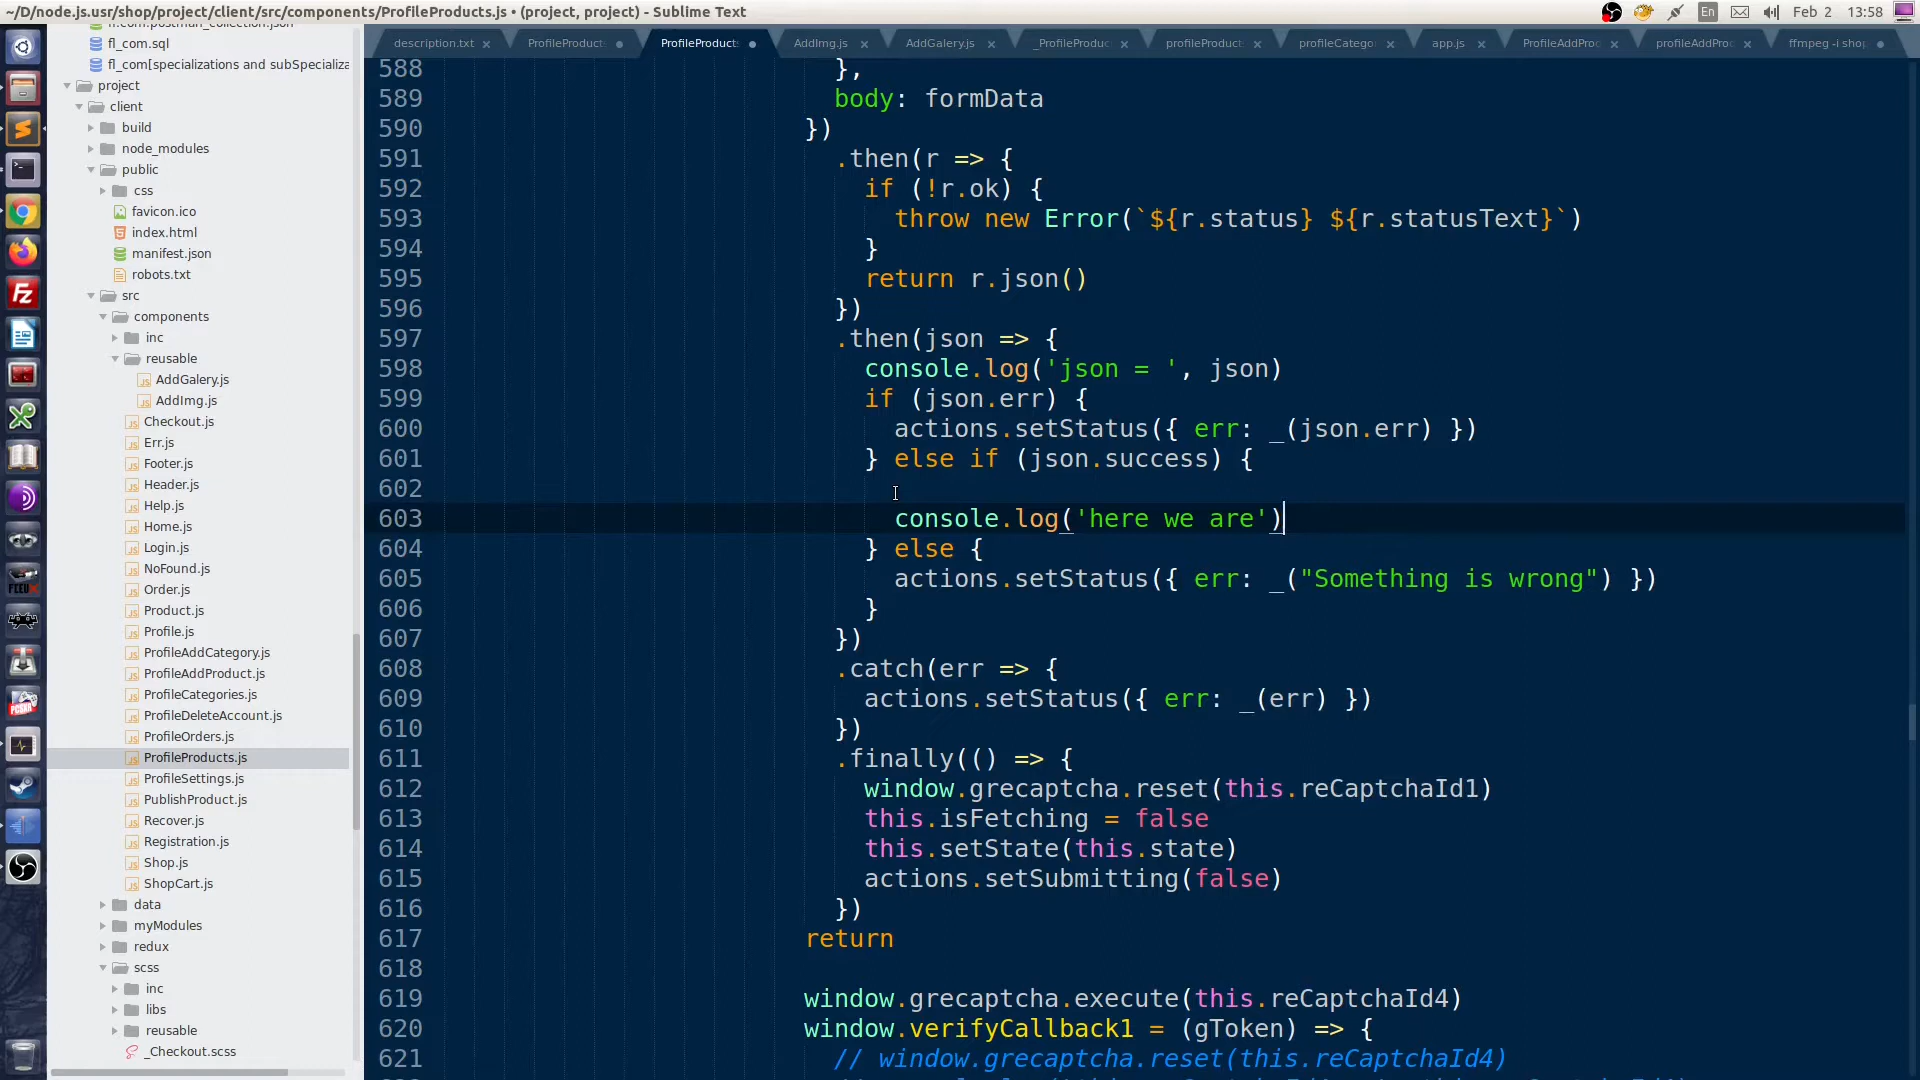 ~/D/node.js.usr/shop/project/client/src/components/ProfileProducts.js • (project, project) - Sublime Text
En
Feb 2
13:58
fl_com.sql
fl_com[specializations and subSpecializa
project
client
build
node_modules
public
css
favicon.ico
index.html
manifest.json
robots.txt
src
components
inc
reusable
AddGalery.js
AddImg.js
Checkout.js
Err.js
Footer.js
Header.js
Help.js
Home.js
Login.js
NoFound.js
Order.js
Product.js
Profile.js
ProfileAddCategory.js
ProfileAddProduct.js
ProfileCategories.js
ProfileDeleteAccount.js
ProfileOrders.js
ProfileProducts.js
ProfileSettings.js
PublishProduct.js
Recover.js
Registration.js
Shop.js
ShopCart.js
data
myModules
redux
scss
inc
libs
reusable
_Checkout.scss
description.txt
ProfileProduct
ProfileProduct
AddImg.js
AddGalery.js
_ProfileProduc
profileProduct
profileCatego
app.js
ProfileAddPro
profileAddPro
ffmpeg -i sho
588 },
589 body: formData
590 })
591 .then(r => {
592 if (!r.ok) {
593 throw new Error(`${r.status} ${r.statusText}`)
594 }
595 return r.json()
596 })
597 .then(json => {
598 console.log('json = ', json)
599 if (json.err) {
600 actions.setStatus({ err: _(json.err) })
601 } else if (json.success) {
602
603 console.log('here we are')
604 } else {
605 actions.setStatus({ err: _("Something is wrong") })
606 }
607 })
608 .catch(err => {
609 actions.setStatus({ err: _(err) })
610 })
611 .finally(() => {
612 window.grecaptcha.reset(this.reCaptchaId1)
613 this.isFetching = false
614 this.setState(this.state)
615 actions.setSubmitting(false)
616 })
617 return
618
619 window.grecaptcha.execute(this.reCaptchaId4)
620 window.verifyCallback1 = (gToken) => {
621 // window.grecaptcha.reset(this.reCaptchaId4)